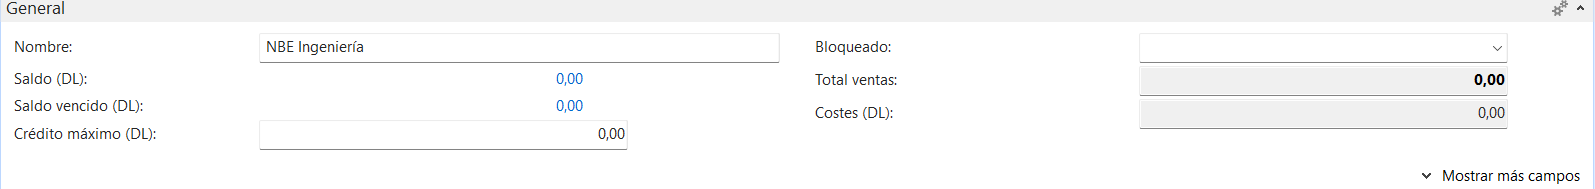 General
Nombre: NBE Ingeniería
Saldo (DL): 0,00
Saldo vencido (DL): 0,00
Crédito máximo (DL): 0,00
Bloqueado:
Total ventas: 0,00
Costes (DL): 0,00
Mostrar más campos